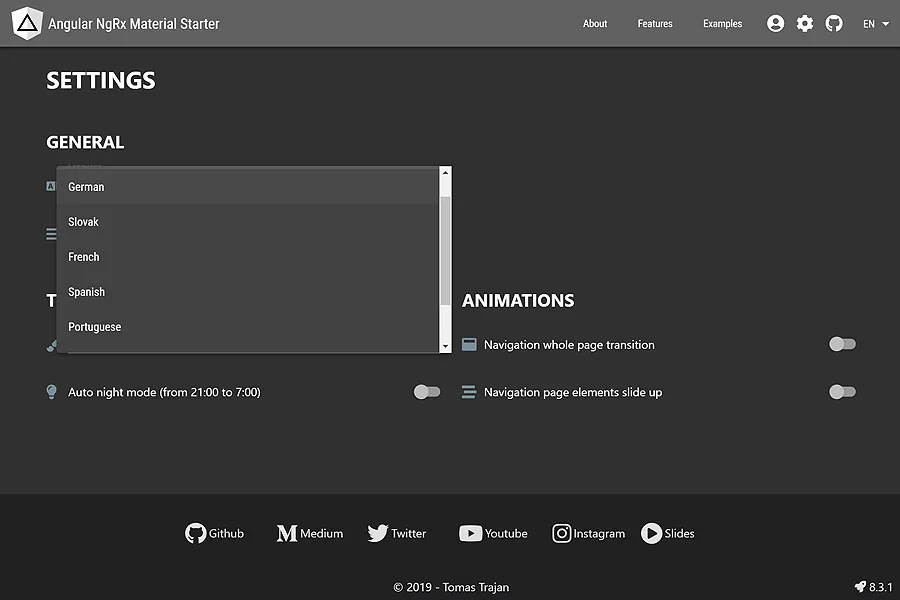 Angular NgRx Material Starter
About
Features
Examples
EN
SETTINGS
GENERAL
German
Slovak
French
Spanish
Portuguese
T
ANIMATIONS
Navigation whole page transition
Auto night mode (from 21:00 to 7:00)
Navigation page elements slide up
Github
Medium
Twitter
Youtube
Instagram
Slides
© 2019 - Tomas Trajan
8.3.1